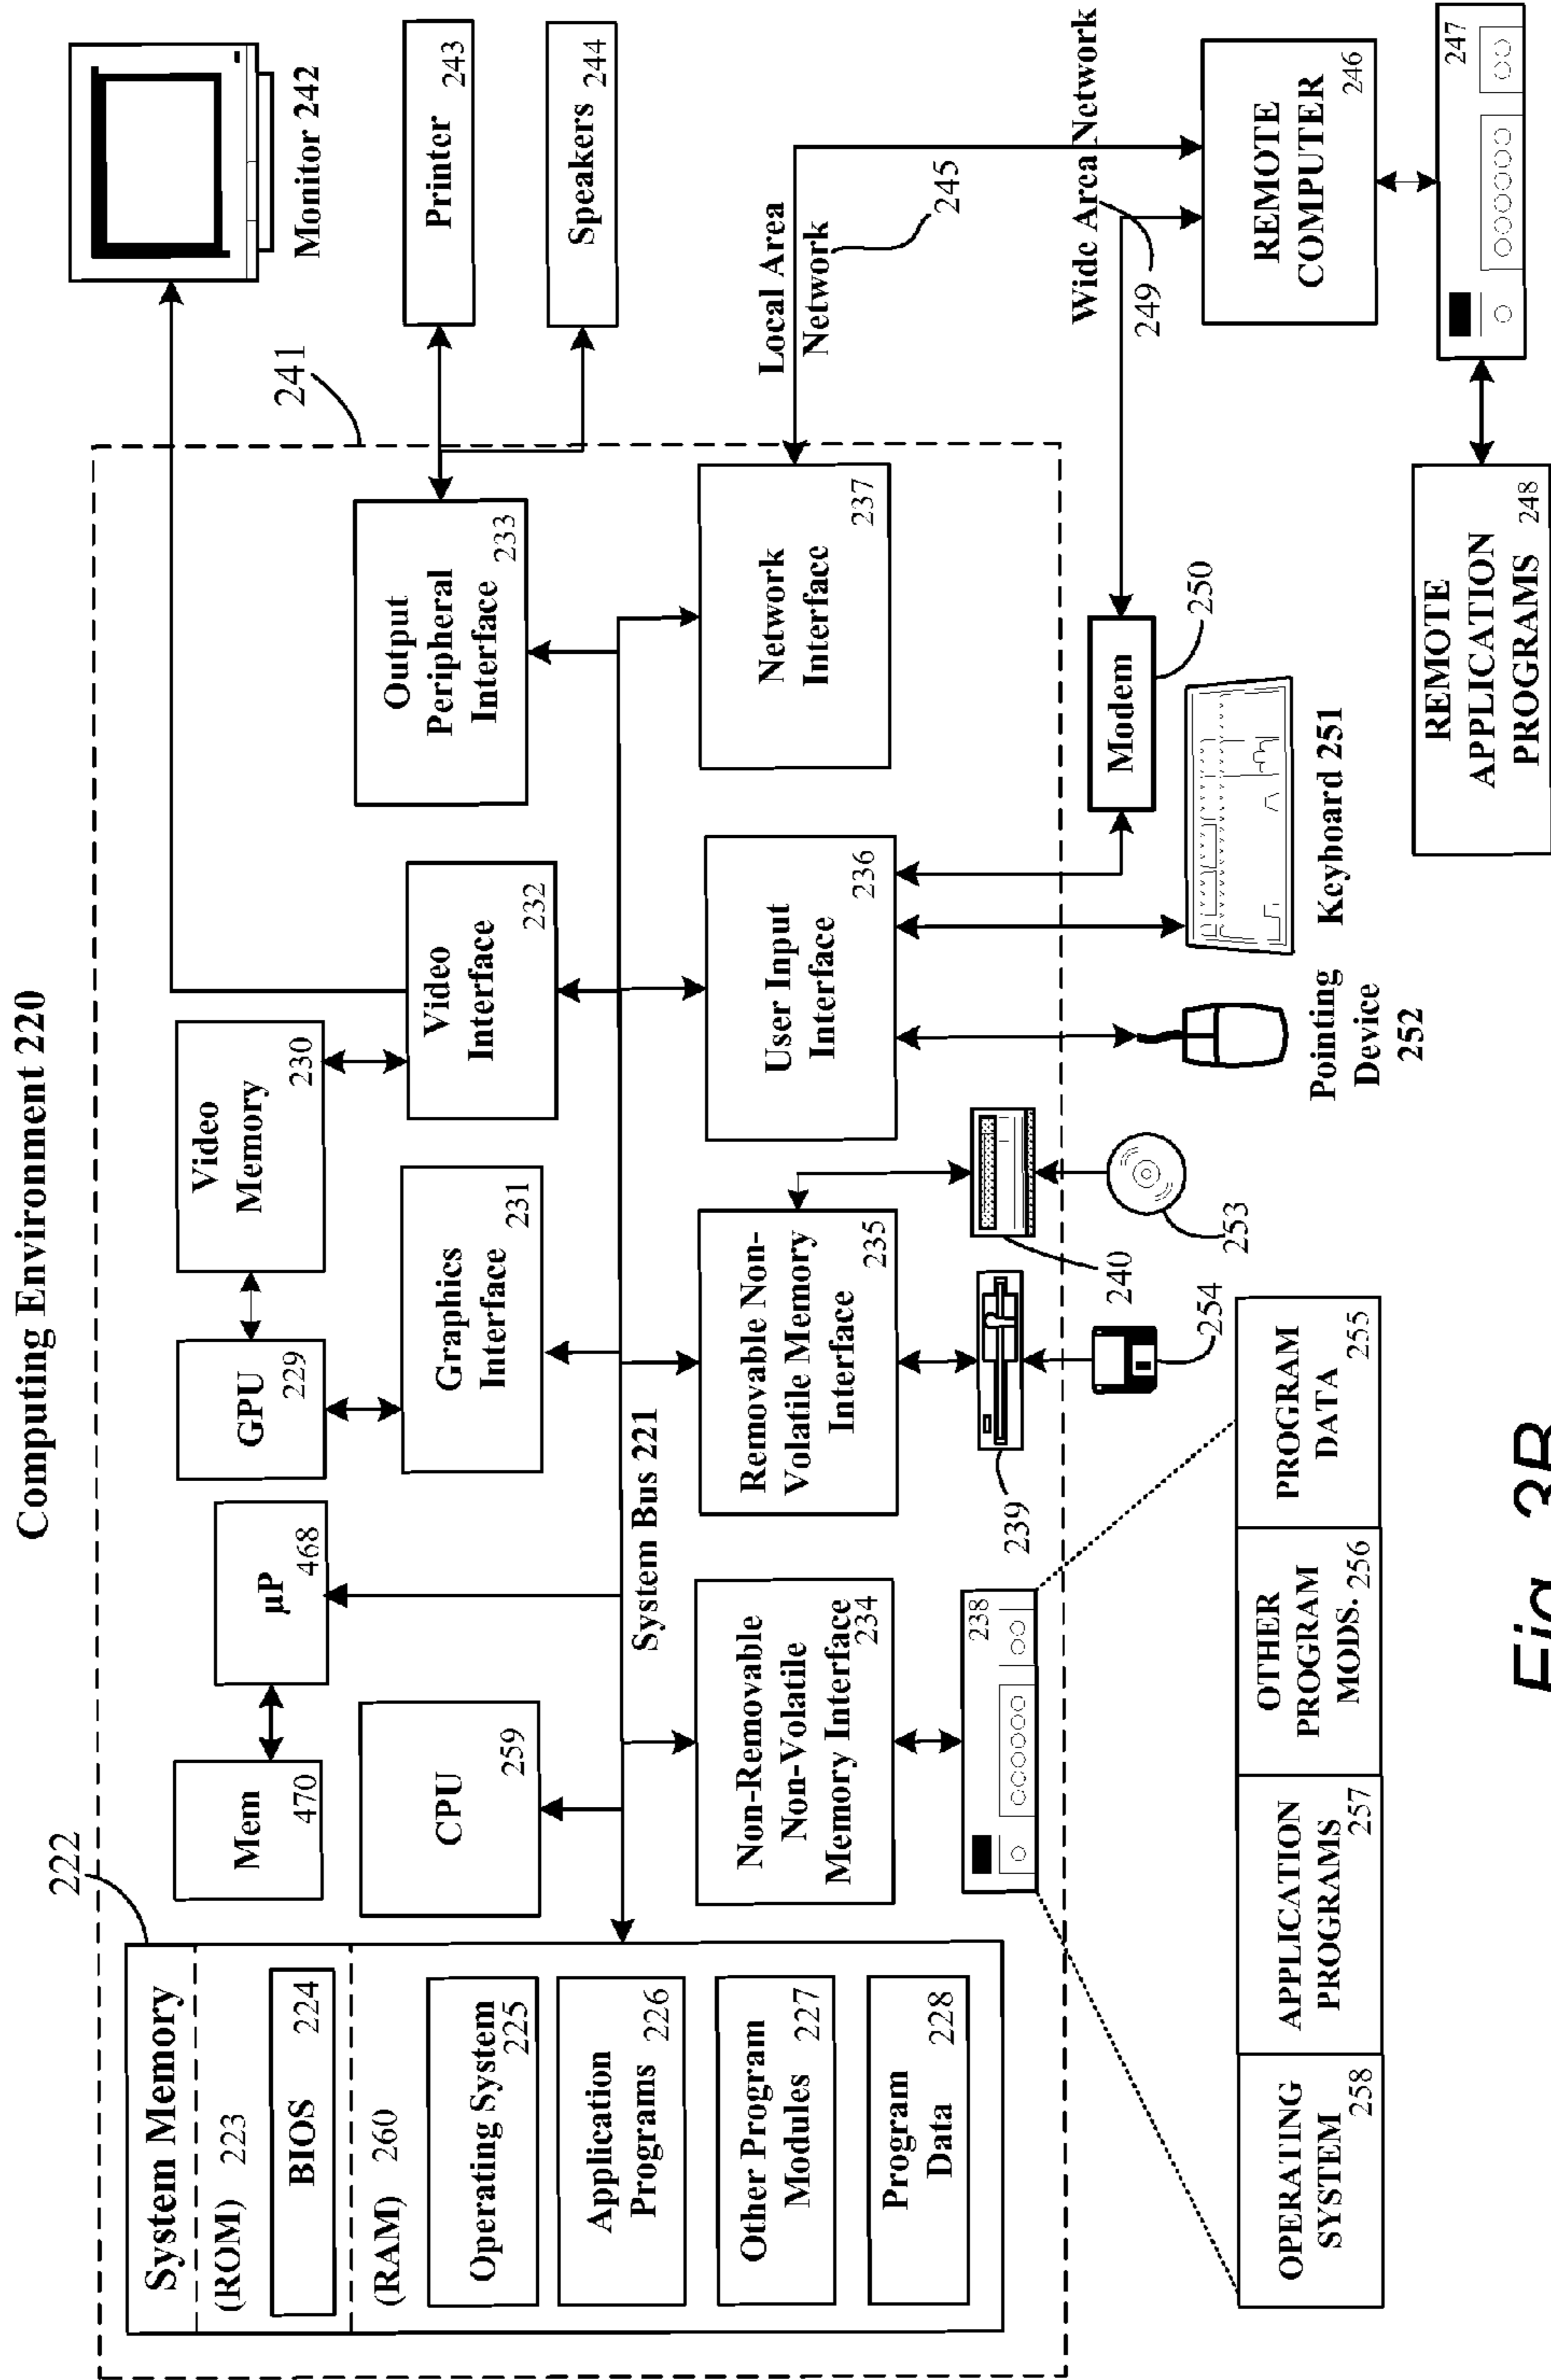 Computing Environment 220
222
System Memory
(ROM) 223
BIOS 224
(RAM) 260
Operating System
225
Application
Programs 226
Other Program
Modules 227
Program
Data 228
Mem
470
µP
468
CPU
259
GPU
229
Video
Memory
230
Graphics
Interface
231
Video
Interface
232
Output
Peripheral
Interface
233
241
Monitor 242
Printer
243
Speakers
244
System Bus 221
Non-Removable
Non-Volatile
Memory Interface
234
Removable Non-
Volatile Memory
Interface
235
User Input
Interface
236
Network
Interface
237
Local Area
Network
245
Wide Area Network
249
238
239
240
254
253
Pointing
Device
252
Keyboard 251
Modem
250
REMOTE
COMPUTER
246
247
REMOTE
APPLICATION
PROGRAMS 248
OPERATING
SYSTEM
258
APPLICATION
PROGRAMS
257
OTHER
PROGRAM
MODS. 256
PROGRAM
DATA
255
Fig. 3B